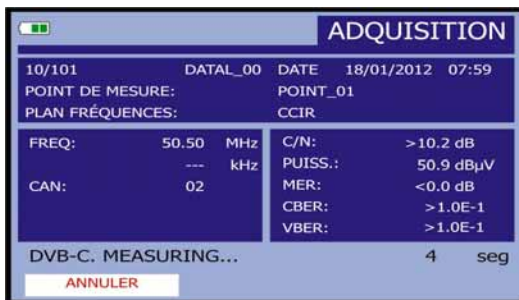 ADQUISITION
10/101 DATAL_00 DATE 18/01/2012 07:59
POINT DE MESURE: POINT_01
PLAN FRÉQUENCES: CCIR
FREQ: 50.50 MHz
--- kHz
CAN: 02
C/N: >10.2 dB
PUISS.: 50.9 dBµV
MER: <0.0 dB
CBER: >1.0E-1
VBER: >1.0E-1
DVB-C. MEASURING... 4 seg
ANNULER